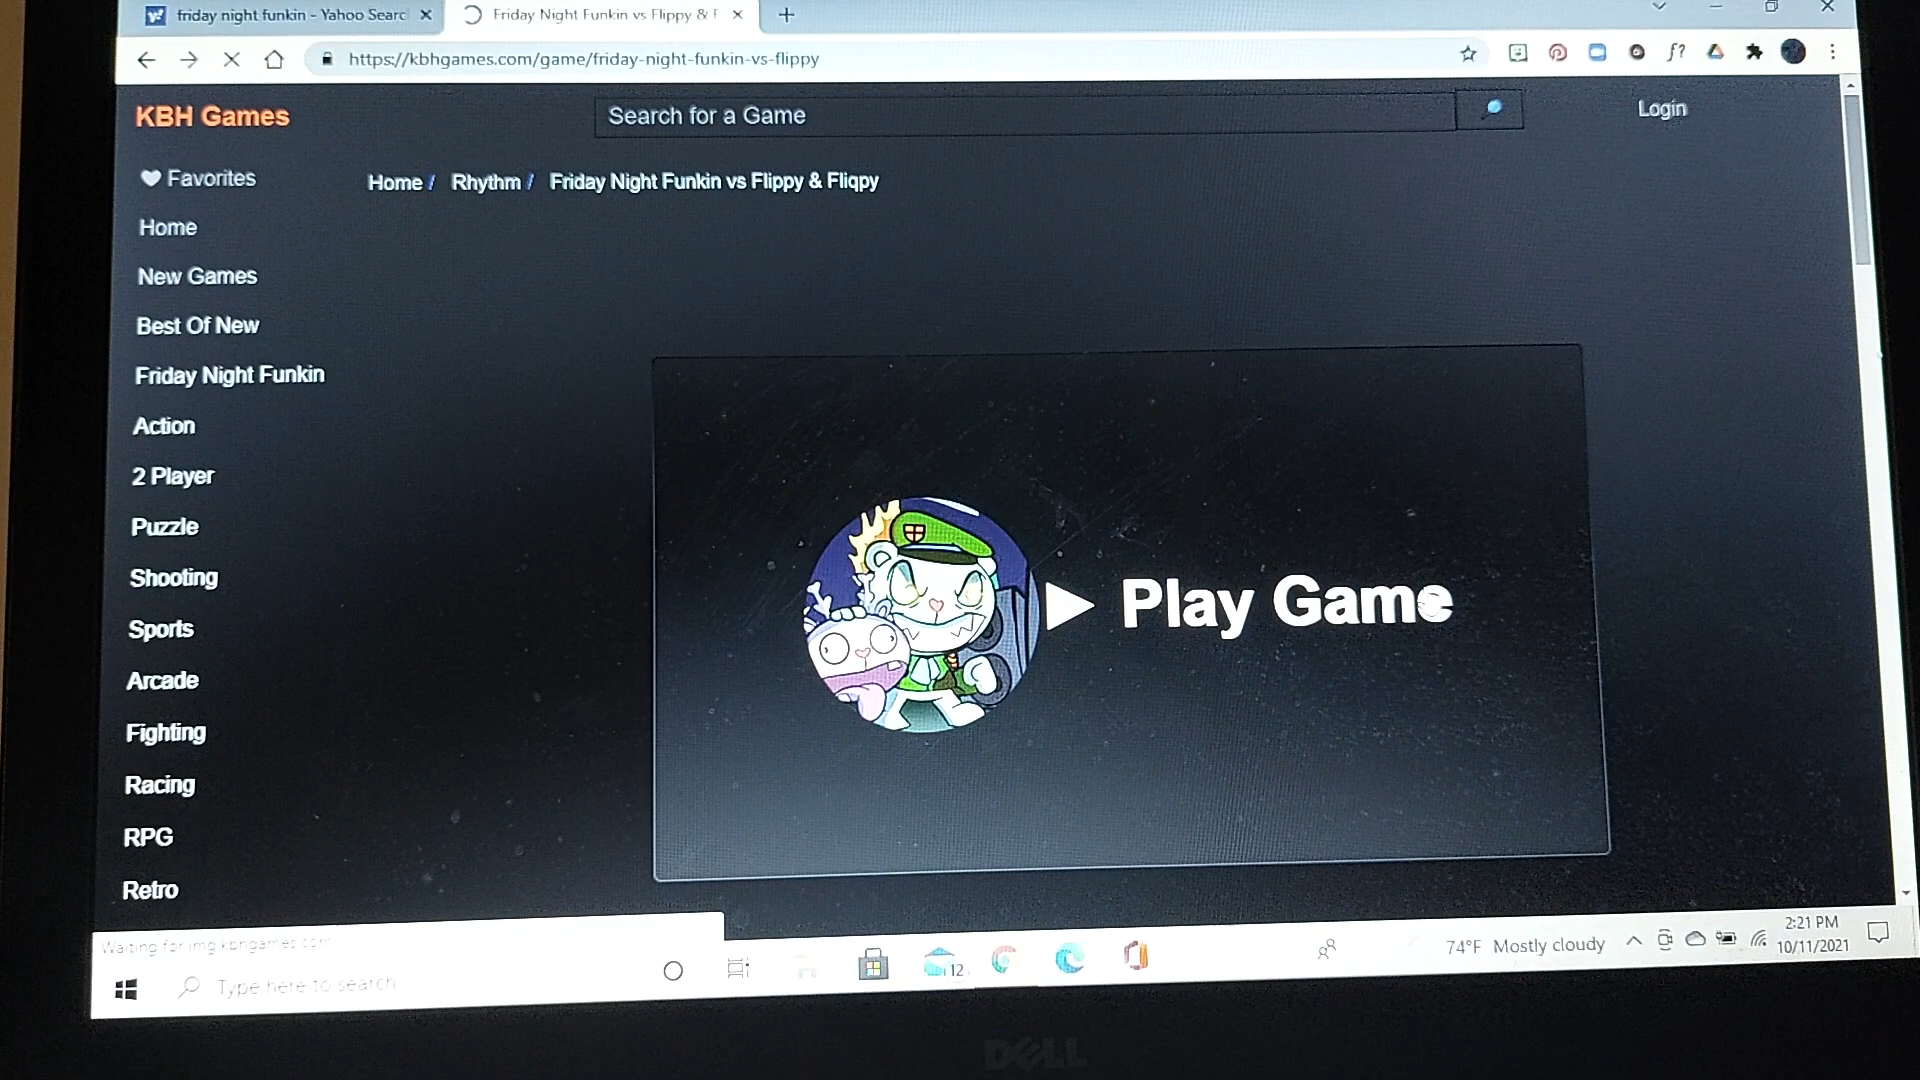 friday night funkin - Yahoo Searc
Friday Night Funkin vs Flippy & F
https://kbhgames.com/game/friday-night-funkin-vs-flippy
f?
KBH Games
Search for a Game
Login
Favorites
Home / Rhythm / Friday Night Funkin vs Flippy & Fliqpy
Home
New Games
Best Of New
Friday Night Funkin
Action
2 Player
Puzzle
Shooting
Sports
Arcade
Fighting
Racing
RPG
Retro
Play Game
Waiting for img.kbhgames.com
Type here to search
12
74°F Mostly cloudy
2:21 PM
10/11/2021
DELL